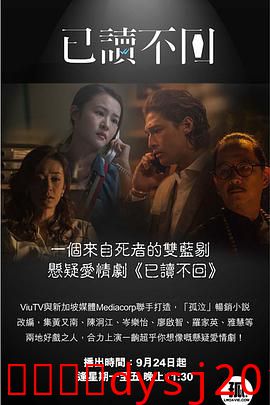 已讀不回
一個來自死者的雙藍剔
懸疑愛情劇《已讀不回》
ViuTV與新加坡媒體Mediacorp聯手打造,「孤泣」暢銷小說
改編,集黃又南、陳泂江、岑樂怡、廖啟智、羅家英、雅慧等
兩地好戲之人,合力上演一齣超乎你想像嘅懸疑愛情劇!
播出時間:9月24日起
逢星期一至五晚上
:30
dysj20
孤
LWOAVIE.COM